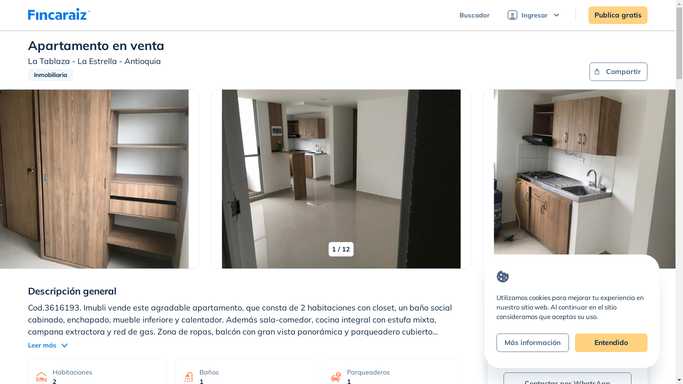 Fincaraiz
Buscador
Ingresar
Publica gratis
Apartamento en venta
La Tablaza - La Estrella - Antioquia
Inmobiliaria
Compartir
1 / 12
Descripción general
Cod.3616193. Imubli vende este agradable apartamento, que consta de 2 habitaciones con closet, un baño social
cabinado, enchapado, mueble inferiore y calentador. Además sala-comedor, cocina integral con estufa mixta,
campana extractora y red de gas. Zona de ropas, balcón con gran vista panorámica y parqueadero cubierto...
Leer más
Habitaciones
2
Baños
1
Parqueaderos
1
Utilizamos cookies para mejorar tu experiencia en
nuestro sitio web. Al continuar en el sitio
consideramos que aceptas su uso.
Más información
Entendido
Contactar por WhatsApp